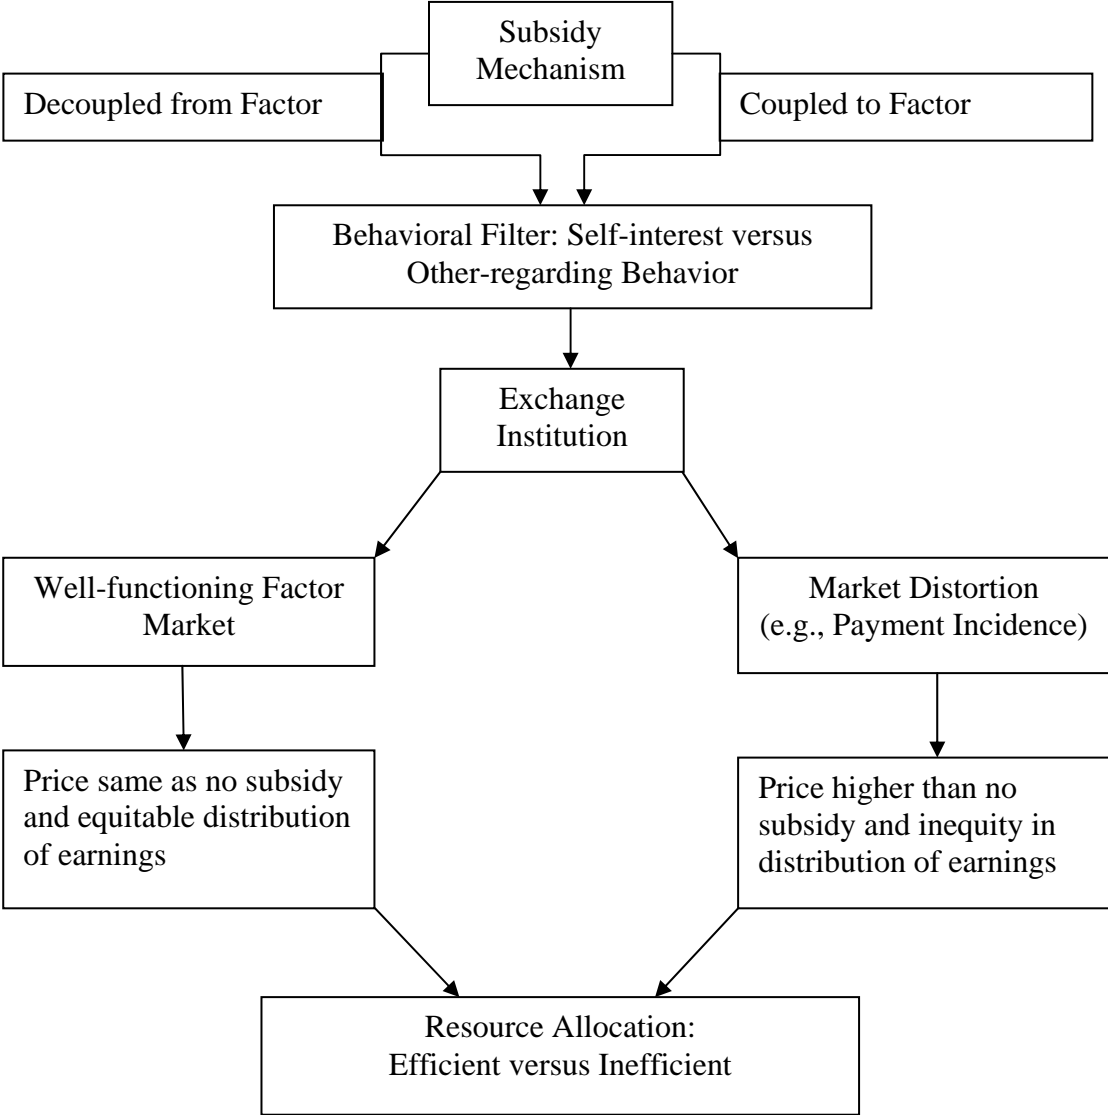 Subsidy
Mechanism
Decoupled from Factor
Coupled to Factor
Behavioral Filter: Self-interest versus
Other-regarding Behavior
Exchange
Institution
Well-functioning Factor
Market
Market Distortion
(e.g., Payment Incidence)
Price same as no subsidy
and equitable distribution
of earnings
Price higher than no
subsidy and inequity in
distribution of earnings
Resource Allocation:
Efficient versus Inefficient